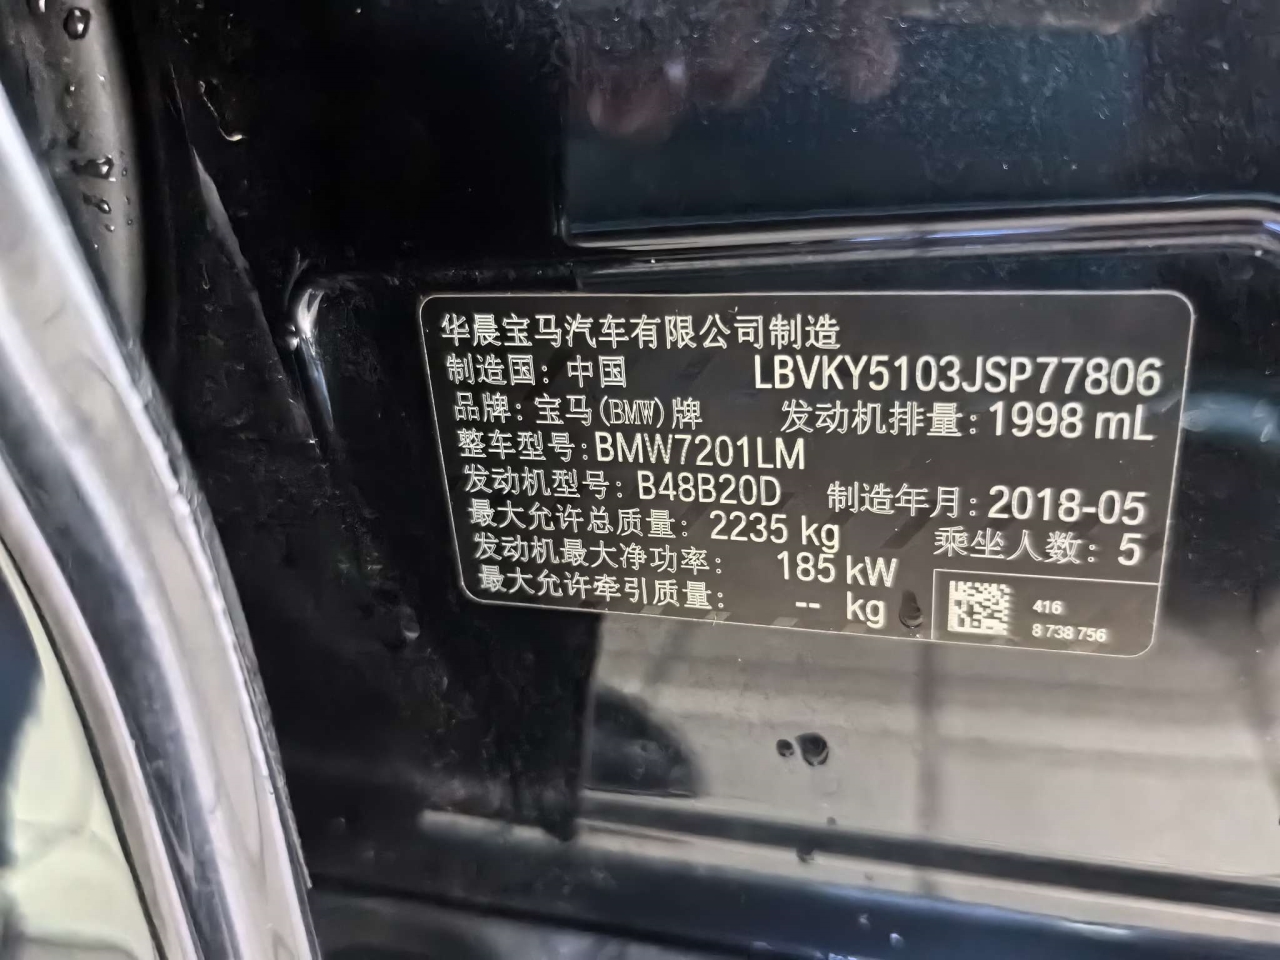 华晨宝马汽车有限公司制造
制造国：中国 LBVKY5103JSP77806
品牌：宝马(BMW)牌 发动机排量：1998 mL
整车型号：BMW7201LM
发动机型号：B48B20D 制造年月：2018-05
最大允许总质量：2235 kg 乘坐人数：5
发动机最大净功率：185 kW
最大允许牵引质量：-- kg
416
8 738 756